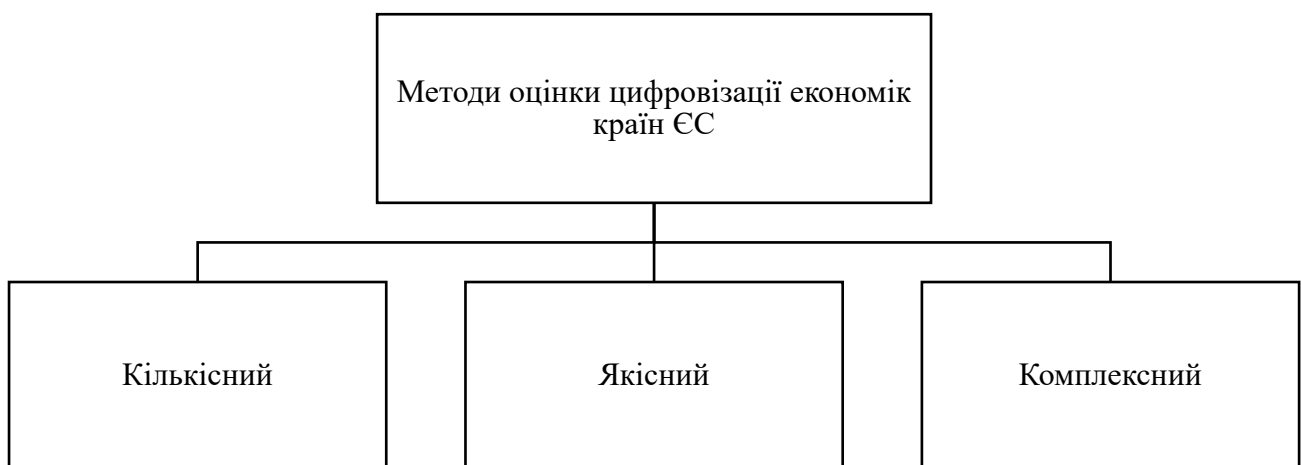 Методи оцінки цифровізації економік
країн ЄС
Кількісний
Якісний
Комплексний